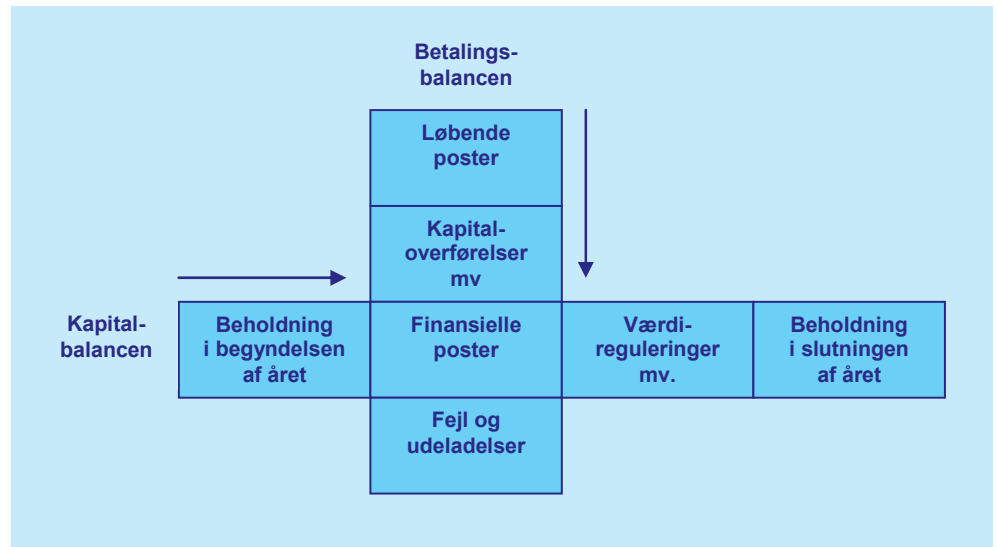 Betalings-
balancen
Løbende
poster
Kapital-
overførelser
mv
Kapital-
balancen
Beholdning
i begyndelsen
af året
Finansielle
poster
Værdi-
reguleringer
mv.
Beholdning
i slutningen
af året
Fejl og
udeladelser